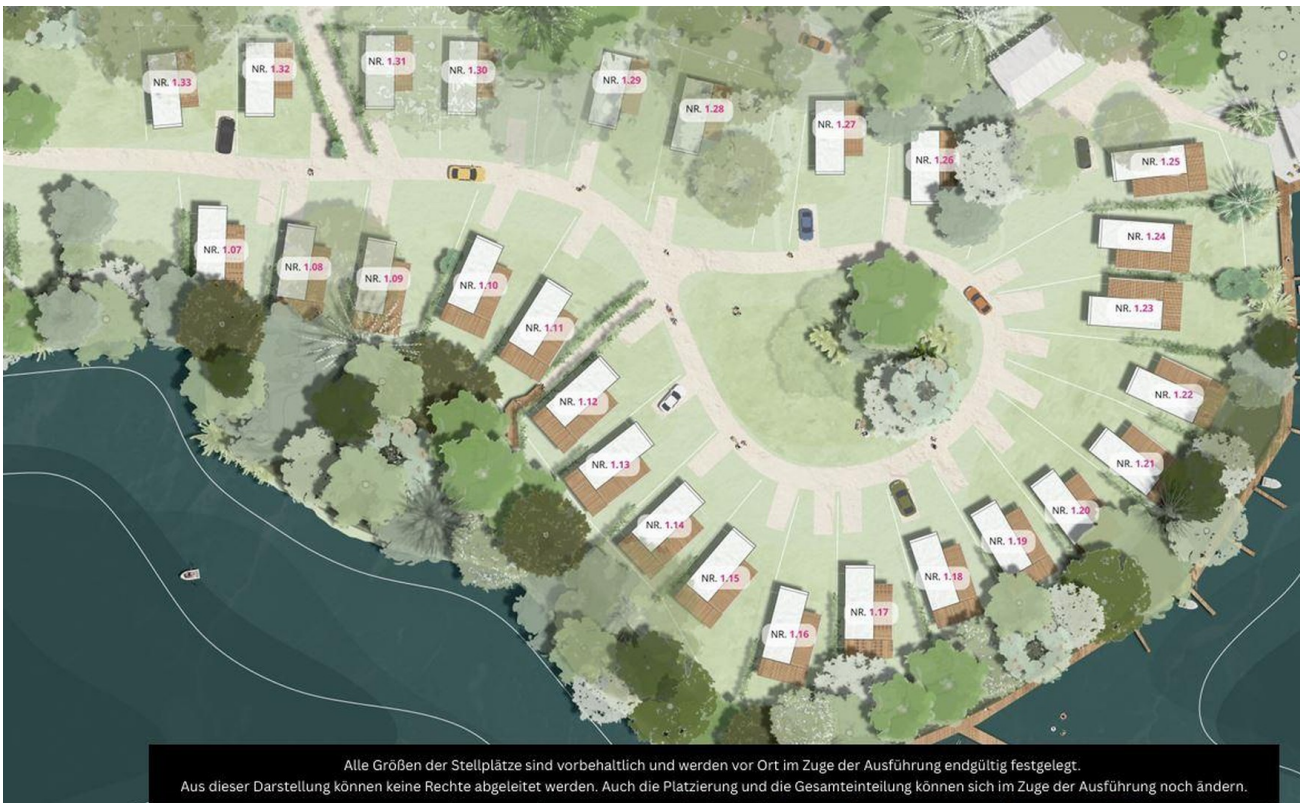 NR. 1.33
NR. 1.32
NR. 1.31
NR. 1.30
NR. 1.29
NR. 1.28
NR. 1.27
NR. 1.26
NR. 1.25
NR. 1.24
NR. 1.23
NR. 1.22
NR. 1.21
NR. 1.20
NR. 1.19
NR. 1.18
NR. 1.17
NR. 1.16
NR. 1.15
NR. 1.14
NR. 1.13
NR. 1.12
NR. 1.11
NR. 1.10
NR. 1.09
NR. 1.08
NR. 1.07
Alle Größen der Stellplätze sind vorbehaltlich und werden vor Ort im Zuge der Ausführung endgültig festgelegt.
Aus dieser Darstellung können keine Rechte abgeleitet werden. Auch die Platzierung und die Gesamteinteilung können sich im Zuge der Ausführung noch ändern.